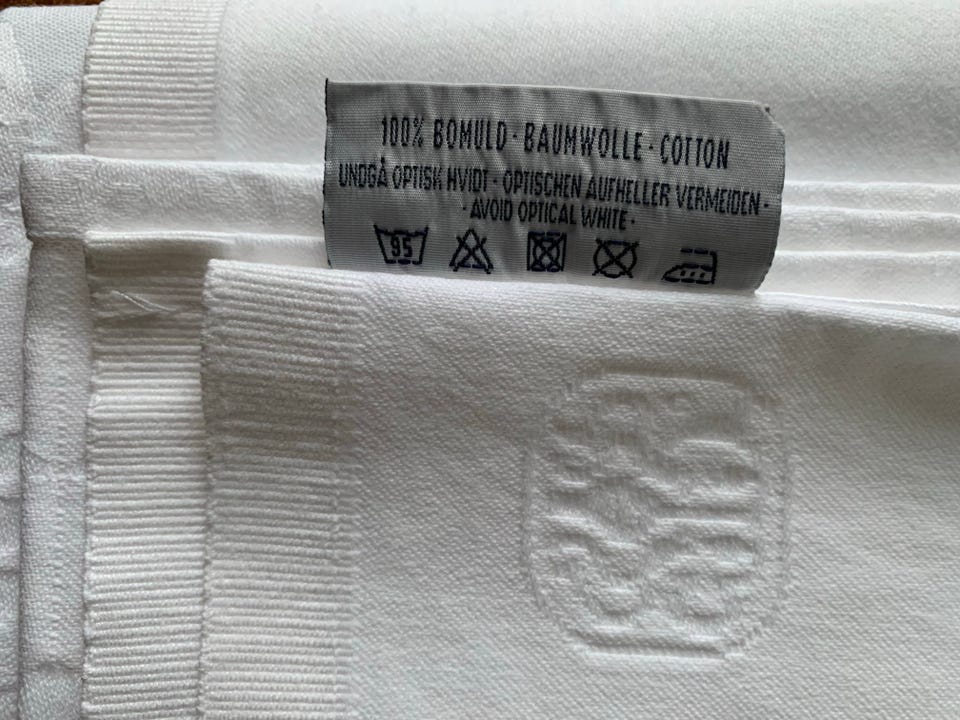 100% BOMULD · BAUMWOLLE · COTTON
UNDGÅ OPTISK HVIDT · OPTISCHEN AUFHELLER VERMEIDEN ·
· AVOID OPTICAL WHITE ·
95